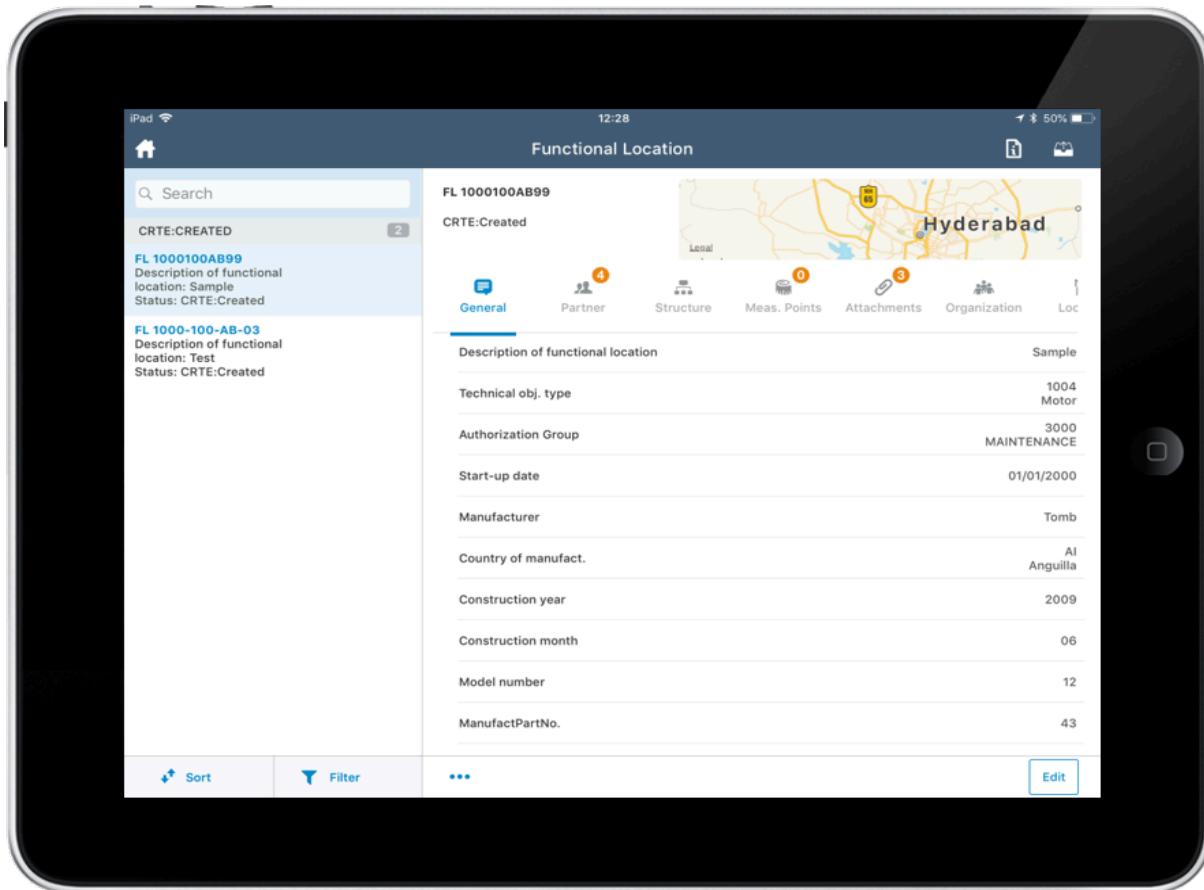 iPad 12:28 50%
Functional Location
Search
CRTE:CREATED 2
FL 1000100AB99
Description of functional
location: Sample
Status: CRTE:Created
FL 1000-100-AB-03
Description of functional
location: Test
Status: CRTE:Created
Sort Filter
FL 1000100AB99
CRTE:Created
MH
65
Hyderabad
Legal
4 0 3
General Partner Structure Meas. Points Attachments Organization Loc
Description of functional location Sample
Technical obj. type 1004
Motor
Authorization Group 3000
MAINTENANCE
Start-up date 01/01/2000
Manufacturer Tomb
Country of manufact. AI
Anguilla
Construction year 2009
Construction month 06
Model number 12
ManufactPartNo. 43
••• Edit